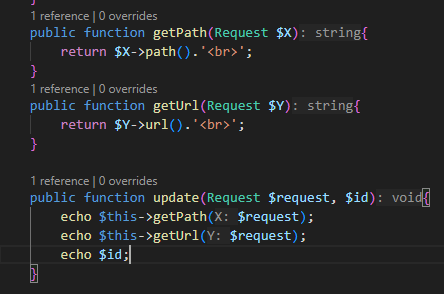 }
1 reference | 0 overrides
public function getPath(Request $X): string{
return $X->path().'<br>';
}
1 reference | 0 overrides
public function getUrl(Request $Y): string{
return $Y->url().'<br>';
}
1 reference | 0 overrides
public function update(Request $request, $id): void{
echo $this->getPath(X: $request);
echo $this->getUrl(Y: $request);
echo $id;
}